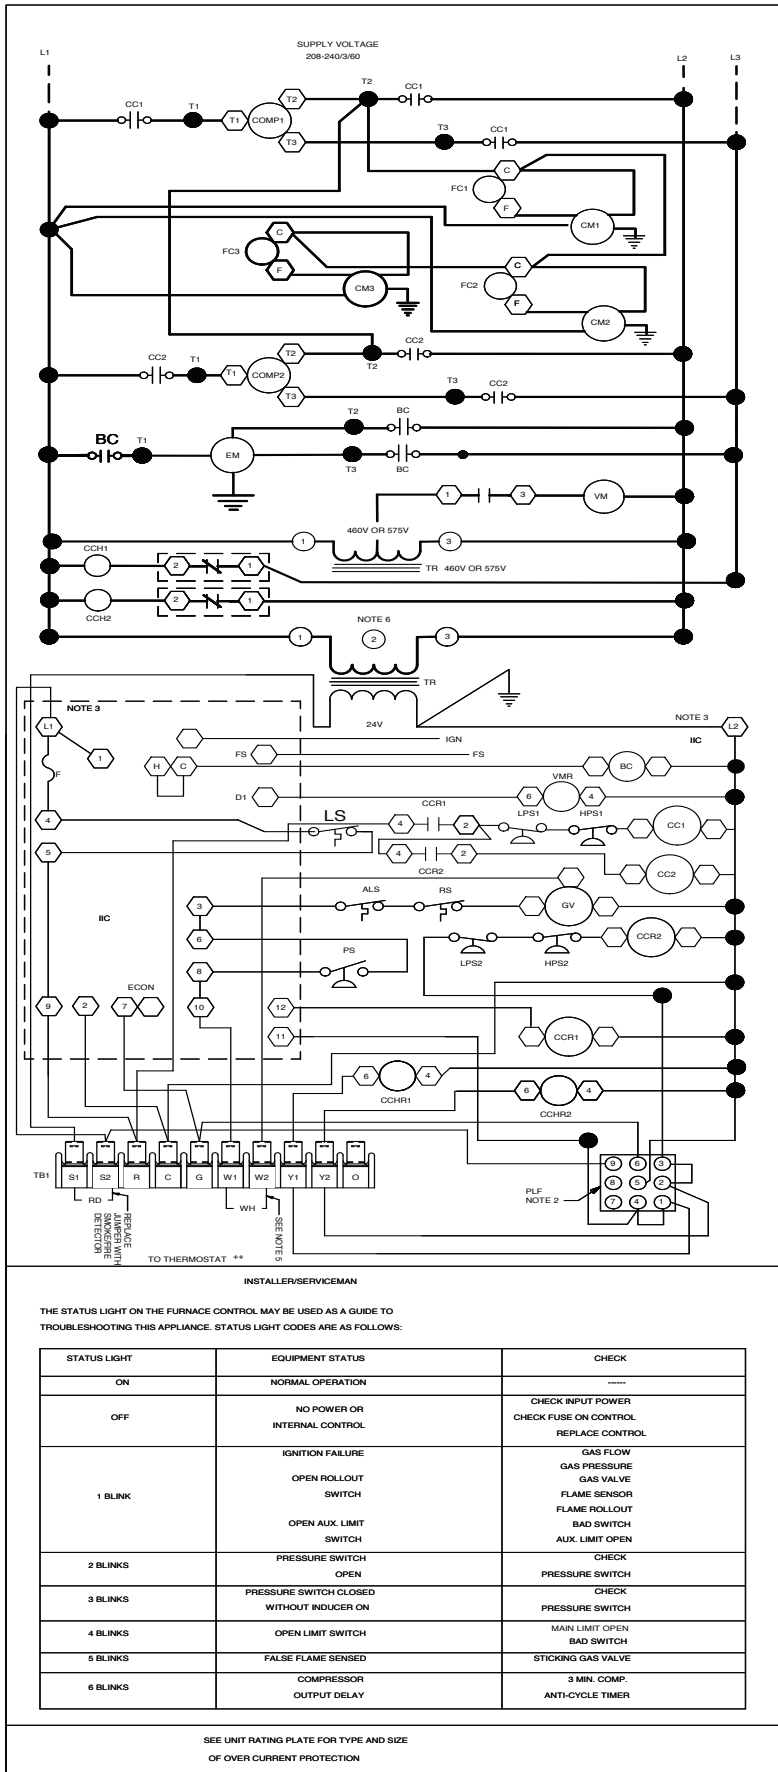 SUPPLY VOLTAGE
208-240/3/60
L1
L2
L3
T2
CC1
CC1
T1
T1
COMP1
T2
T3
T3
CC1
C
FC1
F
CM1
C
FC3
F
CM3
C
FC2
F
CM2
CC2
T1
T1
COMP2
T2
T3
T2
CC2
T3
CC2
T2
BC
BC
T1
EM
T3
BC
1
3
VM
460V OR 575V
1
3
TR 460V OR 575V
CCH1
2
1
2
1
CCH2
NOTE 6
1
2
3
TR
24V
NOTE 3
NOTE 3
L1
L2
IIC
1
F
IGN
FS
FS
H
C
BC
VMR
D1
6
4
CCR1
LPS1
HPS1
LS
4
4
2
CC1
5
4
2
CC2
CCR2
ALS
RS
GV
3
IIC
6
CCR2
PS
LPS2
HPS2
8
ECON
9
2
7
10
12
11
CCR1
6
4
CCHR1
6
4
CCHR2
TB1
S1
S2
R
C
G
W1
W2
Y1
Y2
O
9
6
3
8
5
2
7
4
1
PLF
NOTE 2
RD
WH
REPLACE
JUMPER WITH
SMOKE/FIRE
DETECTOR
SEE NOTE 5
TO THERMOSTAT ++
INSTALLER/SERVICEMAN
THE STATUS LIGHT ON THE FURNACE CONTROL MAY BE USED AS A GUIDE TO
TROUBLESHOOTING THIS APPLIANCE. STATUS LIGHT CODES ARE AS FOLLOWS:
STATUS LIGHT EQUIPMENT STATUS CHECK
ON NORMAL OPERATION ------
OFF
NO POWER OR
INTERNAL CONTROL
CHECK INPUT POWER
CHECK FUSE ON CONTROL
REPLACE CONTROL
1 BLINK
IGNITION FAILURE
OPEN ROLLOUT
SWITCH
OPEN AUX. LIMIT
SWITCH
GAS FLOW
GAS PRESSURE
GAS VALVE
FLAME SENSOR
FLAME ROLLOUT
BAD SWITCH
AUX. LIMIT OPEN
2 BLINKS
PRESSURE SWITCH
OPEN
CHECK
PRESSURE SWITCH
3 BLINKS
PRESSURE SWITCH CLOSED
WITHOUT INDUCER ON
CHECK
PRESSURE SWITCH
4 BLINKS
OPEN LIMIT SWITCH
MAIN LIMIT OPEN
BAD SWITCH
5 BLINKS FALSE FLAME SENSED STICKING GAS VALVE
6 BLINKS
COMPRESSOR
OUTPUT DELAY
3 MIN. COMP.
ANTI-CYCLE TIMER
SEE UNIT RATING PLATE FOR TYPE AND SIZE
OF OVER CURRENT PROTECTION